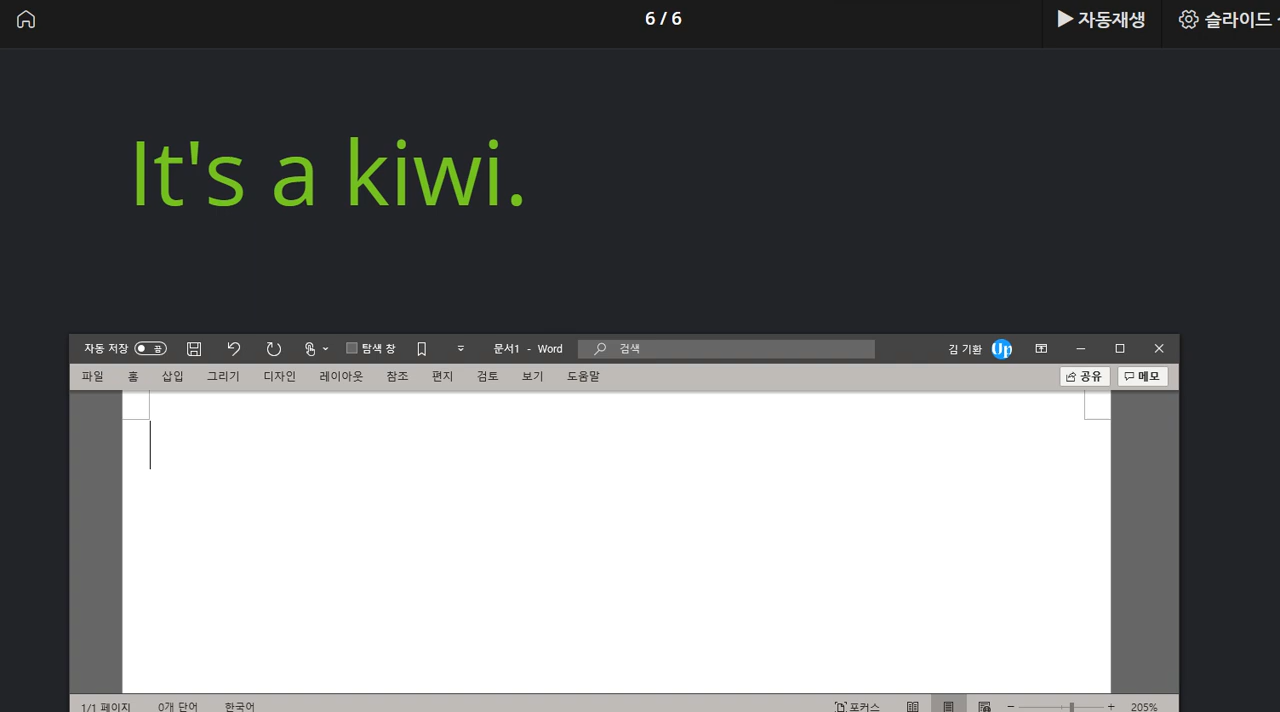 6 / 6
자동재생
슬라이드
It's a kiwi.
자동 저장 끌
탐색 창
문서1 - Word
검색
김 기환
Up
파일 홈 삽입 그리기 디자인 레이아웃 참조 편지 검토 보기 도움말
공유
메모
1/1 페이지 0개 단어 한국어
포커스
205%